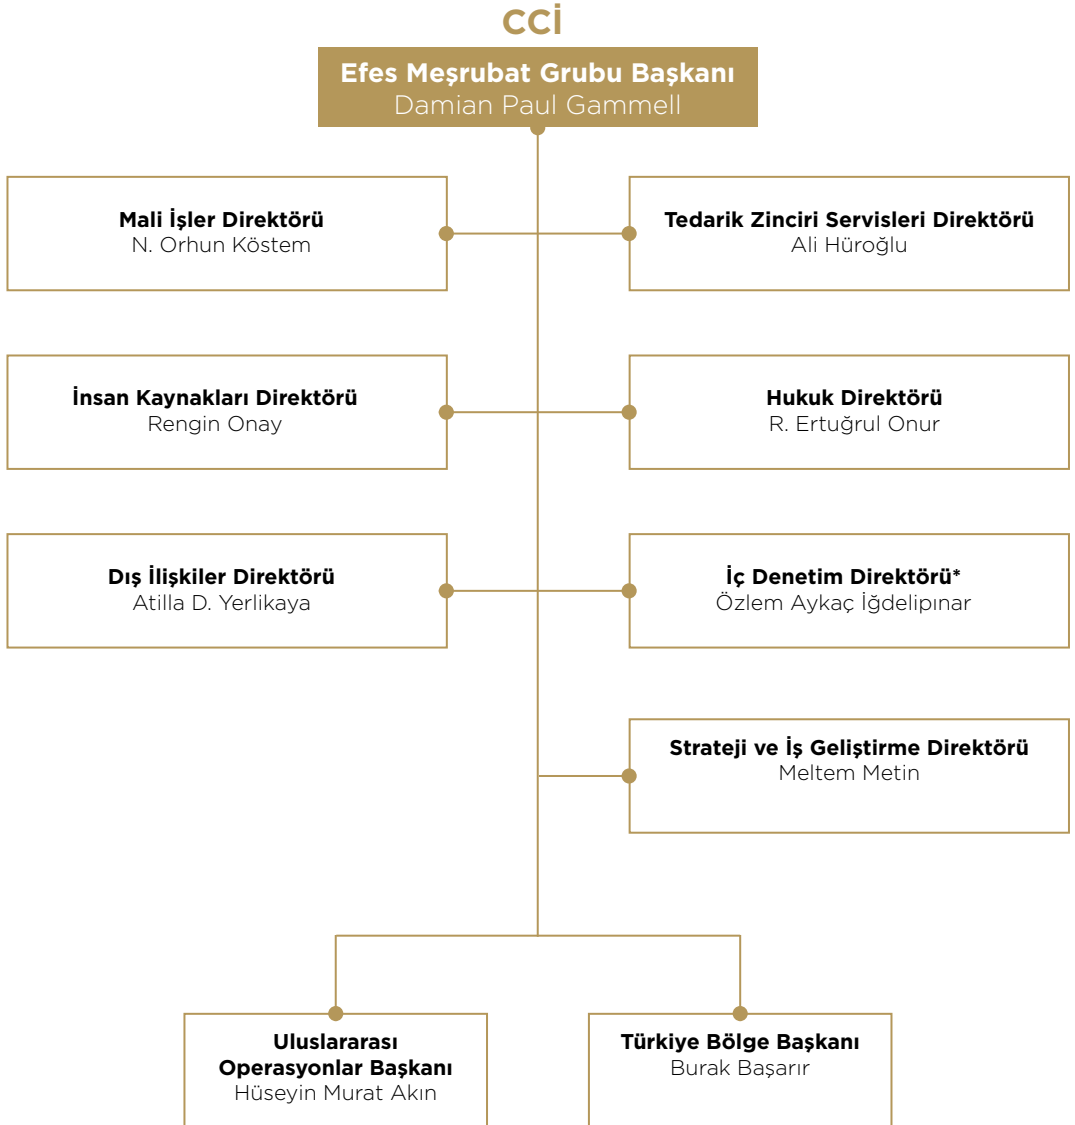 CCİ
Efes Meşrubat Grubu Başkanı
Damian Paul Gammell
Mali İşler Direktörü
N. Orhun Köstem
Tedarik Zinciri Servisleri Direktörü
Ali Hüroğlu
İnsan Kaynakları Direktörü
Rengin Onay
Hukuk Direktörü
R. Ertuğrul Onur
Dış İlişkiler Direktörü
Atilla D. Yerlikaya
İç Denetim Direktörü*
Özlem Aykaç İğdelipınar
Strateji ve İş Geliştirme Direktörü
Meltem Metin
Uluslararası
Operasyonlar Başkanı
Hüseyin Murat Akın
Türkiye Bölge Başkanı
Burak Başarır